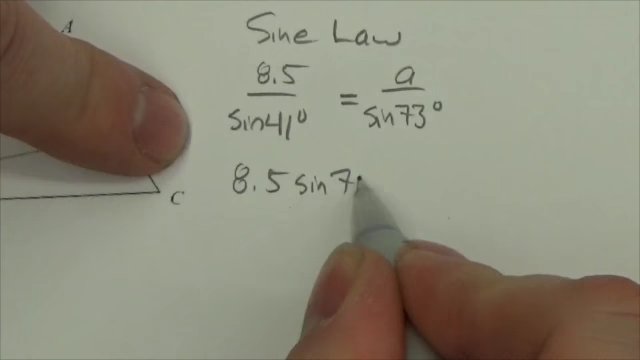 A
Sine Law
8.5 / sin41° = a / sin73°
8.5 sin7
C